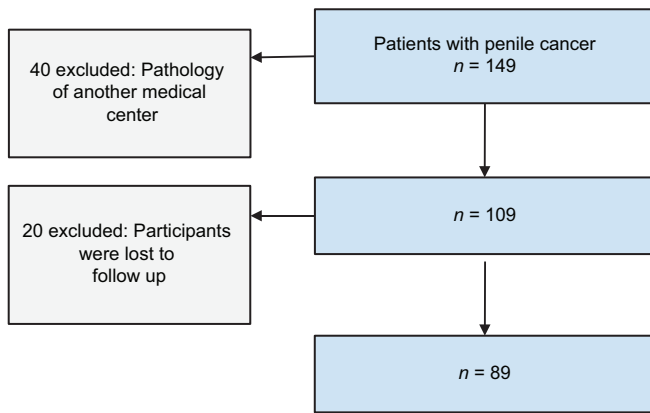 Patients with penile cancer
n = 149
40 excluded: Pathology
of another medical
center
n = 109
20 excluded: Participants
were lost to
follow up
n = 89